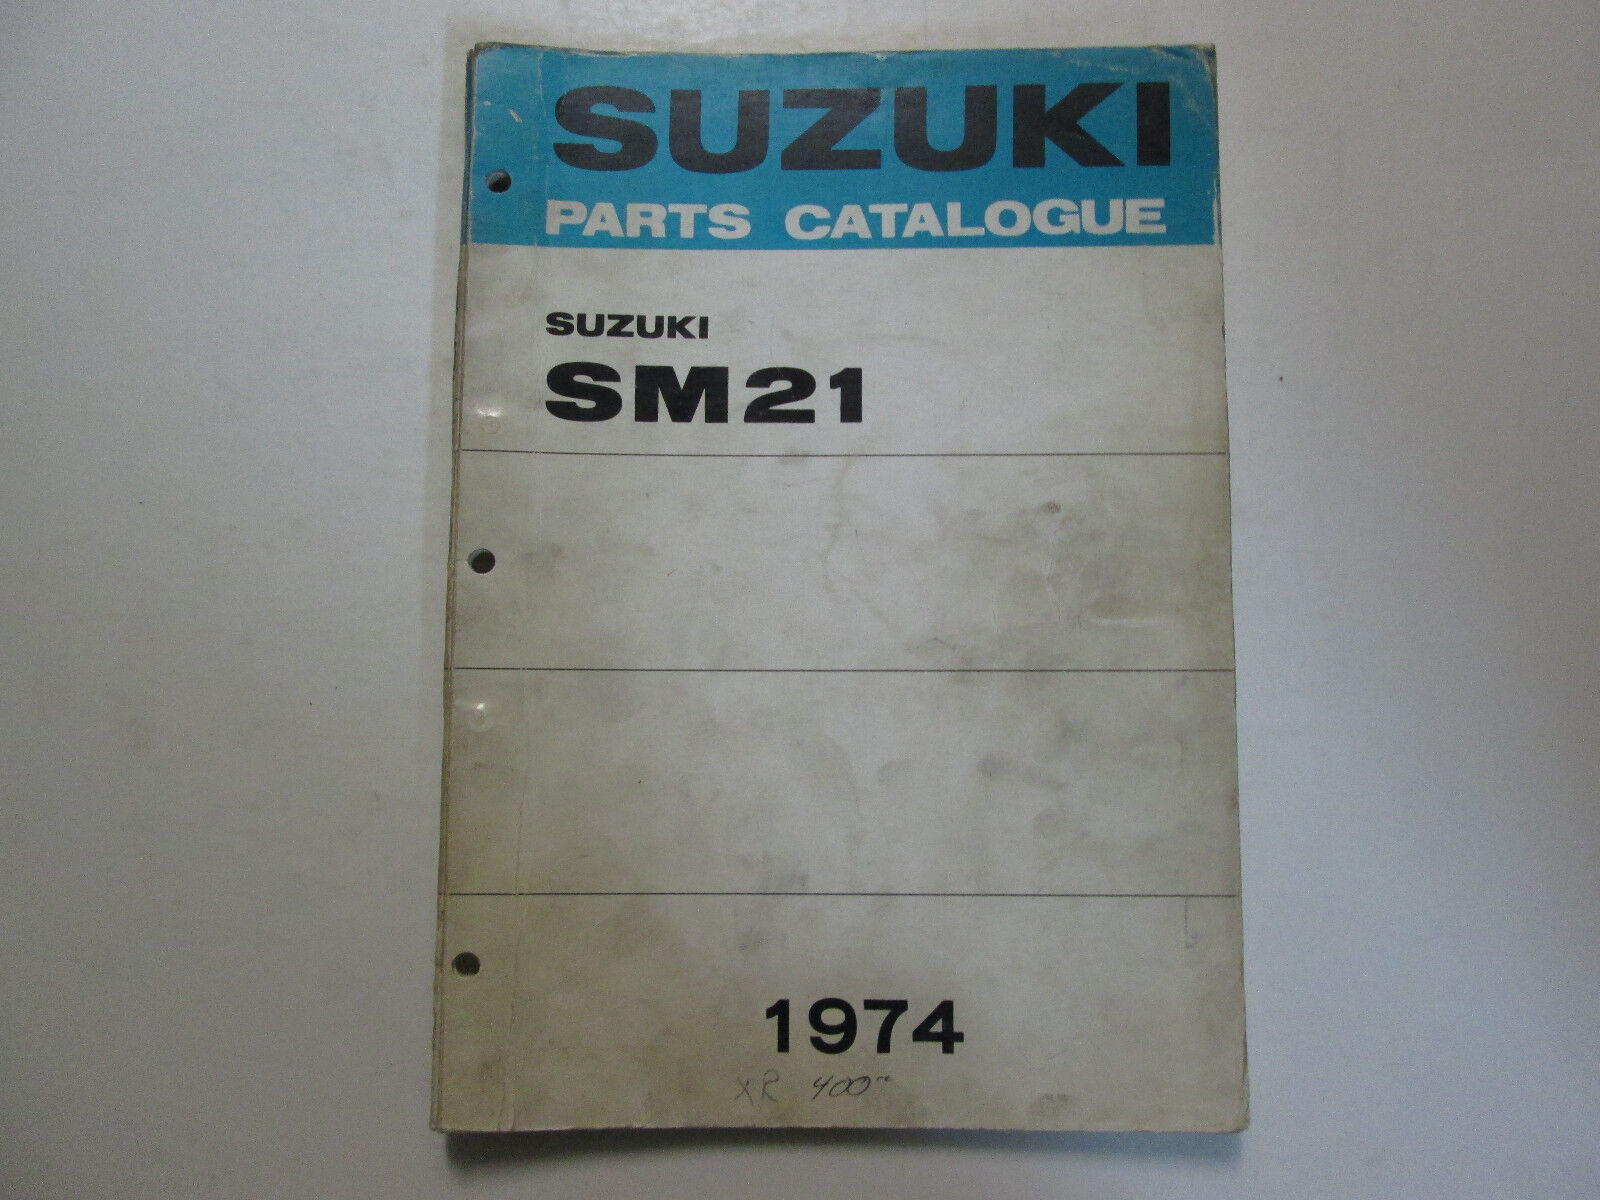 SUZUKI
PARTS CATALOGUE
SUZUKI
SM21
1974
XR 400